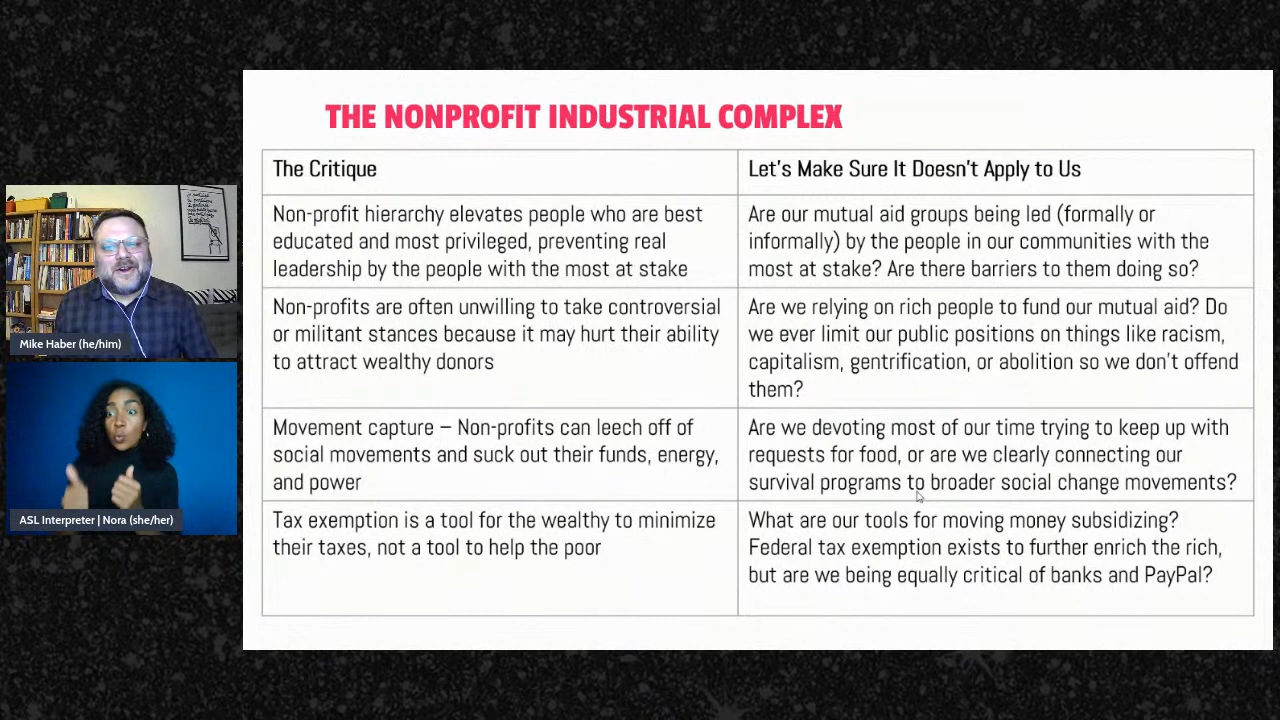 THE NONPROFIT INDUSTRIAL COMPLEX
The Critique
Let's Make Sure It Doesn't Apply to Us
Non-profit hierarchy elevates people who are best
educated and most privileged, preventing real
leadership by the people with the most at stake
Are our mutual aid groups being led (formally or
informally) by the people in our communities with the
most at stake? Are there barriers to them doing so?
Non-profits are often unwilling to take controversial
or militant stances because it may hurt their ability
to attract wealthy donors
Are we relying on rich people to fund our mutual aid? Do
we ever limit our public positions on things like racism,
capitalism, gentrification, or abolition so we don't offend
them?
Movement capture – Non-profits can leech off of
social movements and suck out their funds, energy,
and power
Are we devoting most of our time trying to keep up with
requests for food, or are we clearly connecting our
survival programs to broader social change movements?
Tax exemption is a tool for the wealthy to minimize
their taxes, not a tool to help the poor
What are our tools for moving money subsidizing?
Federal tax exemption exists to further enrich the rich,
but are we being equally critical of banks and PayPal?
Mike Haber (he/him)
ASL Interpreter | Nora (she/her)